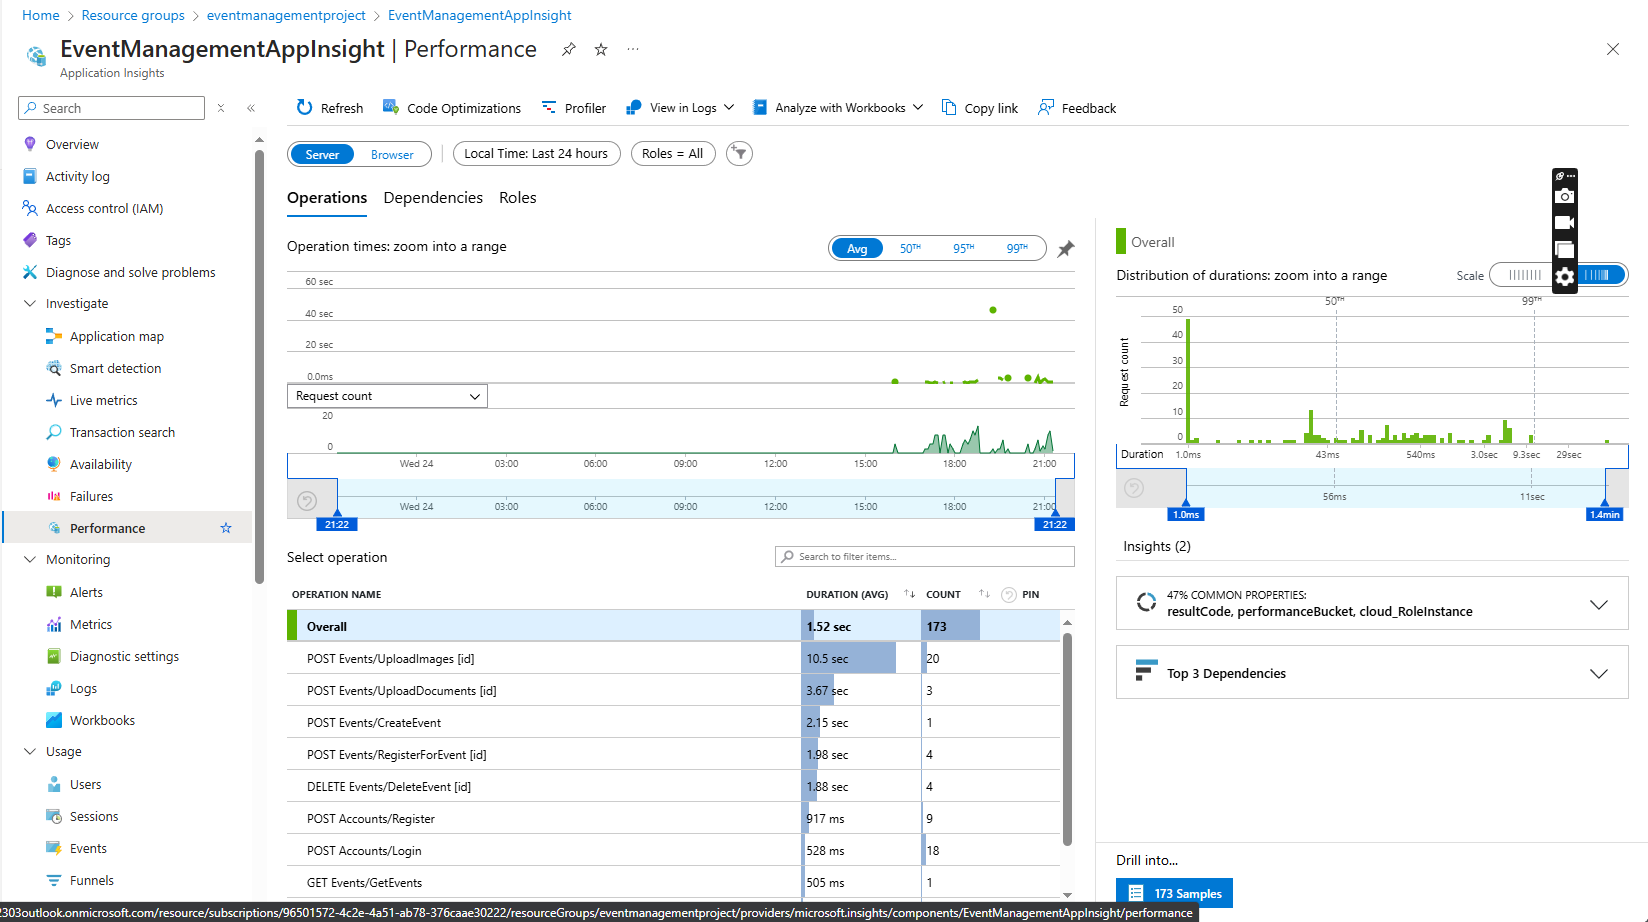 Home > Resource groups > eventmanagementproject > EventManagementAppInsight
EventManagementAppInsight | Performance
Application Insights
Search
Refresh
Code Optimizations
Profiler
View in Logs
Analyze with Workbooks
Copy link
Feedback
Overview
Activity log
Access control (IAM)
Tags
Diagnose and solve problems
Investigate
Application map
Smart detection
Live metrics
Transaction search
Availability
Failures
Performance
Monitoring
Alerts
Metrics
Diagnostic settings
Logs
Workbooks
Usage
Users
Sessions
Events
Funnels
Server Browser
Local Time: Last 24 hours
Roles = All
Operations Dependencies Roles
Operation times: zoom into a range
Avg 50TH 95TH 99TH
60 sec
40 sec
20 sec
0.0ms
Request count
20
0
Wed 24 03:00 06:00 09:00 12:00 15:00 18:00 21:00
Wed 24 03:00 06:00 09:00 12:00 15:00 18:00 21:00
21:22 21:22
Select operation
Search to filter items...
OPERATION NAME DURATION (AVG) COUNT PIN
Overall 1.52 sec 173
POST Events/UploadImages [id] 10.5 sec 20
POST Events/UploadDocuments [id] 3.67 sec 3
POST Events/CreateEvent 2.15 sec 1
POST Events/RegisterForEvent [id] 1.98 sec 4
DELETE Events/DeleteEvent [id] 1.88 sec 4
POST Accounts/Register 917 ms 9
POST Accounts/Login 528 ms 18
GET Events/GetEvents 505 ms 1
Overall
Distribution of durations: zoom into a range
Scale
50TH 99TH
Request count
50
40
30
20
10
0
Duration 1.0ms 43ms 540ms 3.0sec 9.3sec 29sec
56ms 11sec
1.0ms 1.4min
Insights (2)
47% COMMON PROPERTIES:
resultCode, performanceBucket, cloud_RoleInstance
Top 3 Dependencies
Drill into...
173 Samples
2303outlook.onmicrosoft.com/resource/subscriptions/96501572-4c2e-4a51-ab78-376caae30222/resourceGroups/eventmanagementproject/providers/microsoft.insights/components/EventManagementAppInsight/performance